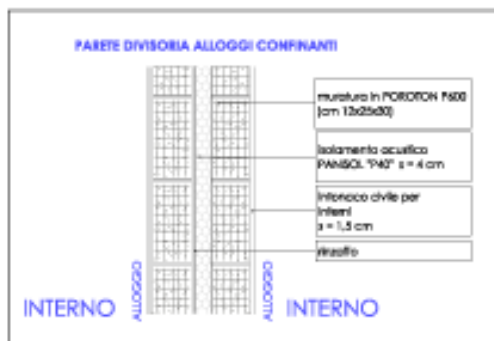 PARETE DIVISORIA ALLOGGI CONFINANTI
muratura in POROTON P600
(cm 12x25x30)
isolamento acustico
PANSOL "P40" s = 4 cm
intonaco civile per
interni
s = 1,5 cm
rinzaffo
INTERNO
ALLOGGIO
ALLOGGIO
INTERNO